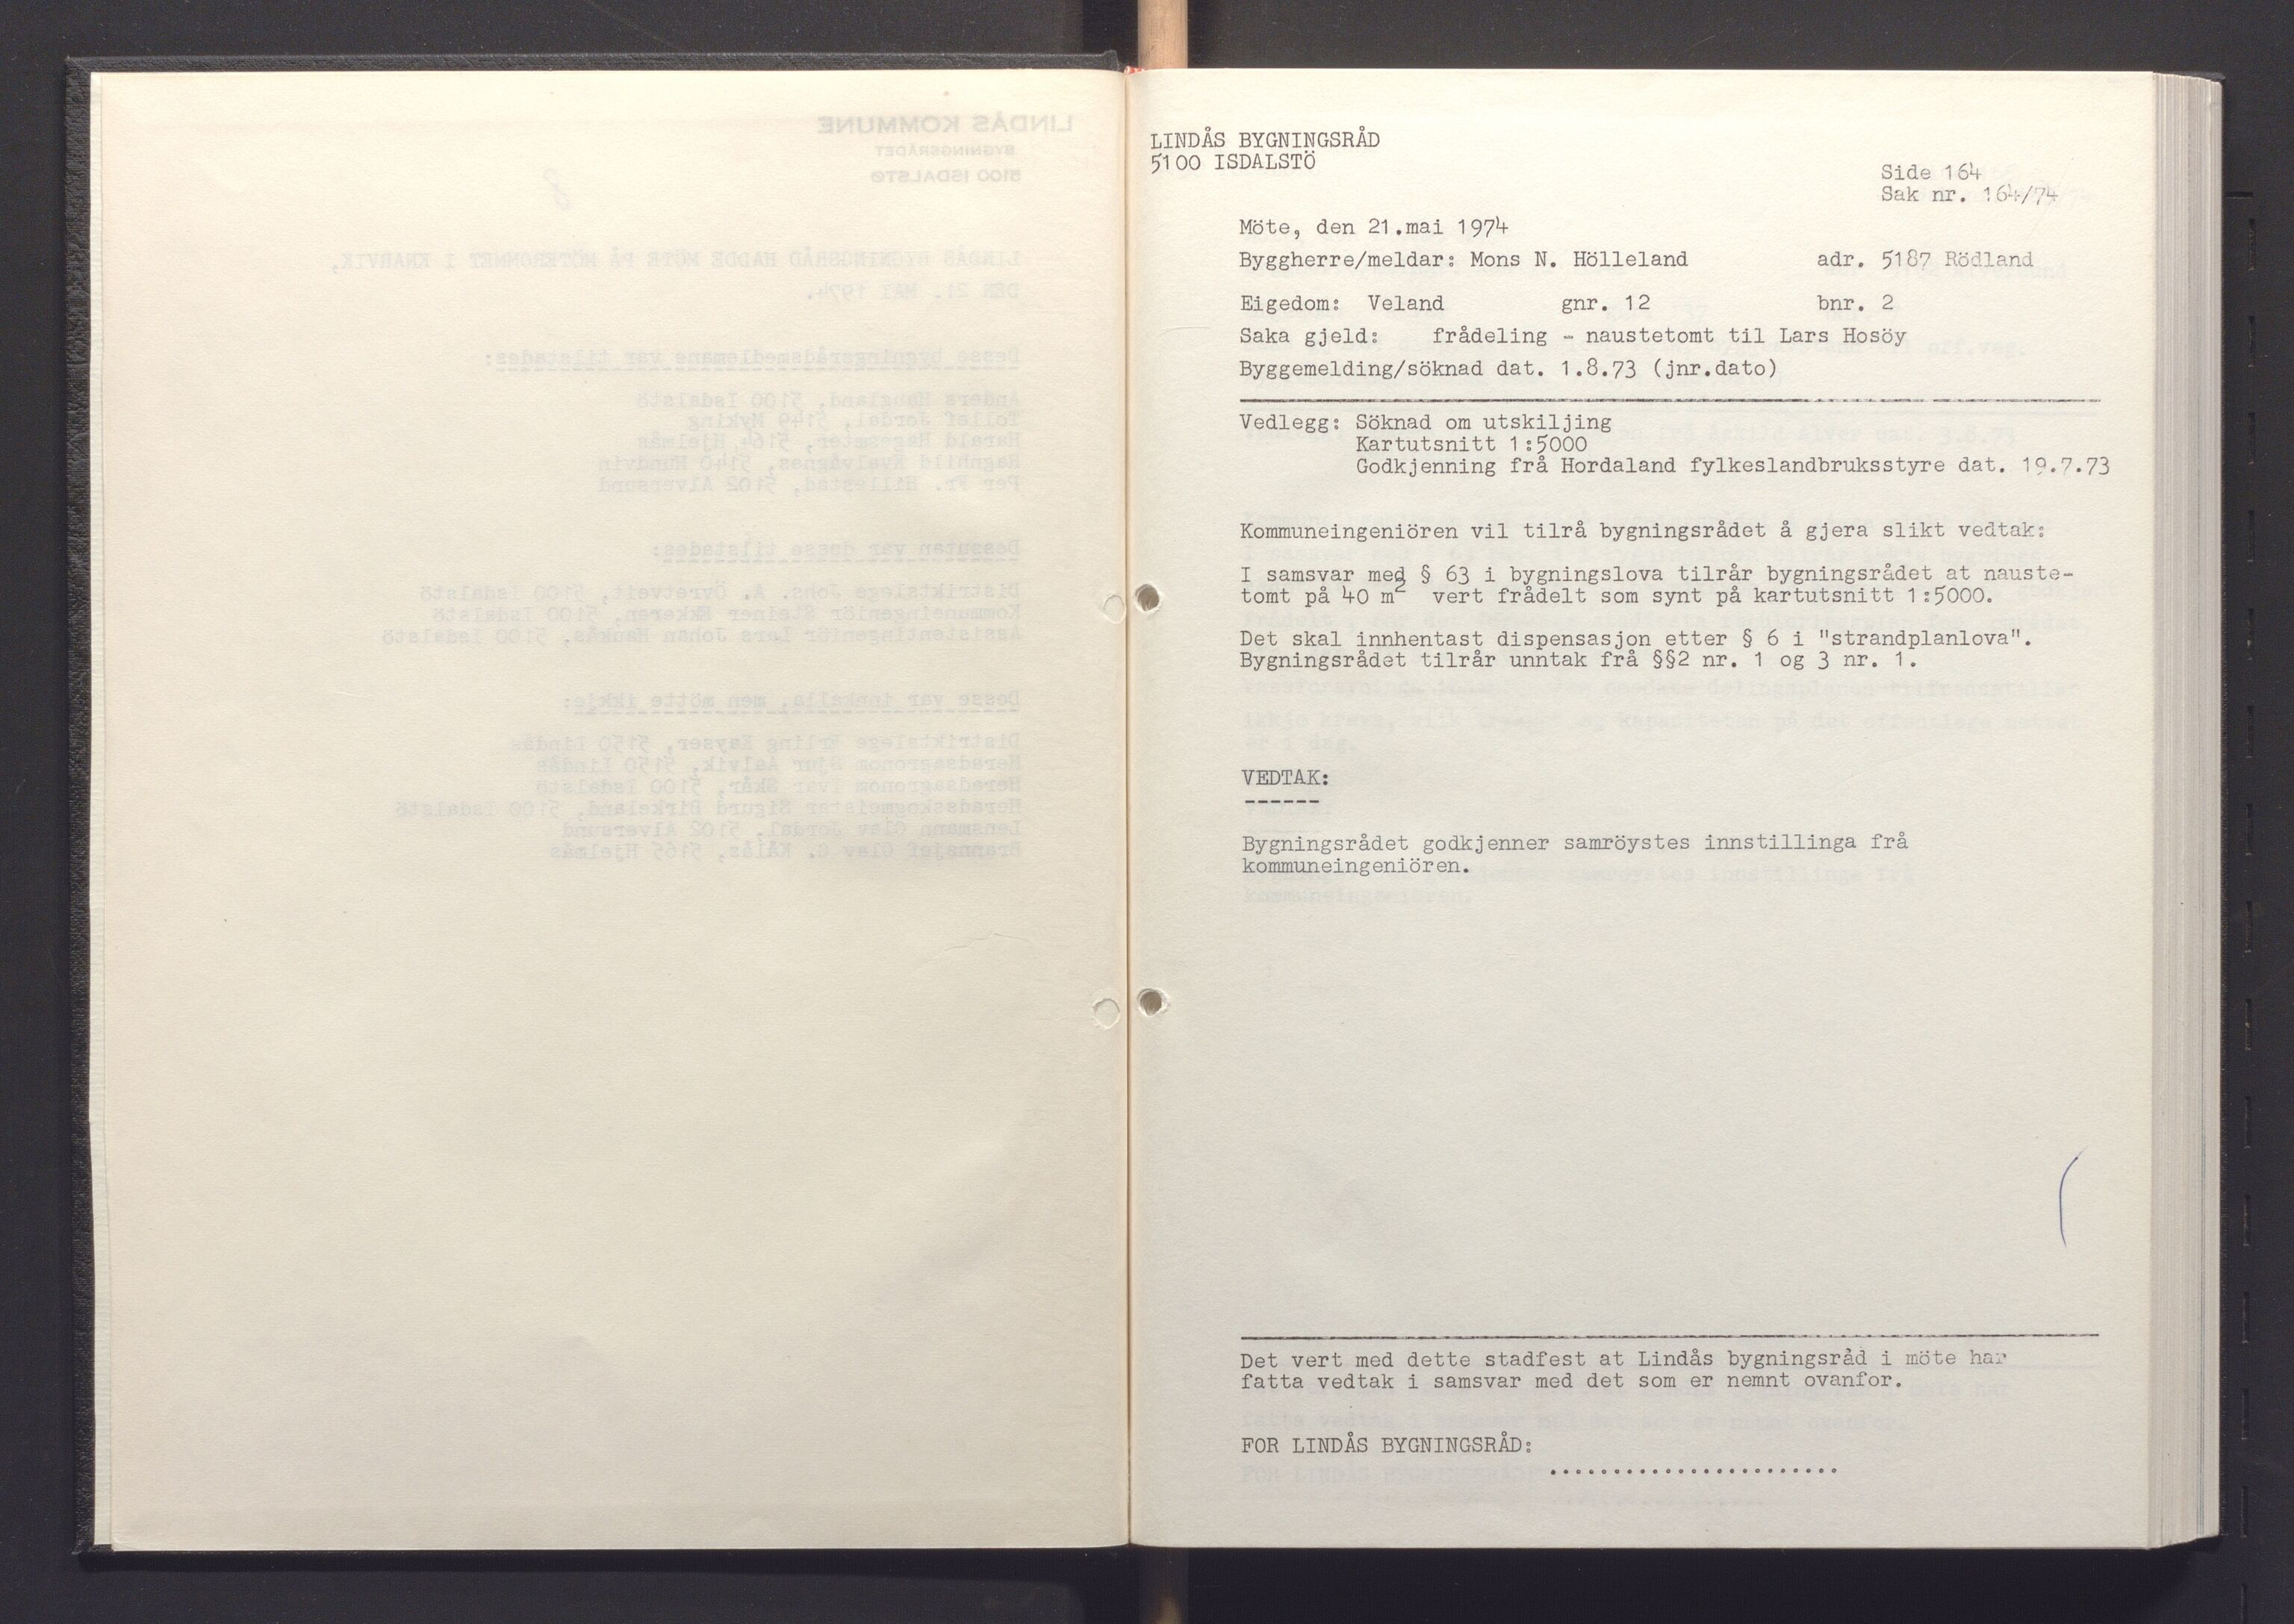 LINDÅS BYGNINGSRÅD
5100 ISDALSTÖ
Side 164
Sak nr. 164/74
Möte, den 21.mai 1974
Byggherre/meldar: Mons N. Hölleland adr. 5187 Rödland
Eigedom: Veland gnr. 12 bnr. 2
Saka gjeld: frådeling - naustetomt til Lars Hosöy
Byggemelding/söknad dat. 1.8.73 (jnr.dato)
Vedlegg: Söknad om utskiljing
Kartutsnitt 1:5000
Godkjenning frå Hordaland fylkeslandbruksstyre dat. 19.7.73
Kommuneingeniören vil tilrå bygningsrådet å gjera slikt vedtak:
I samsvar med § 63 i bygningslova tilrår bygningsrådet at nauste-
tomt på 40 m2 vert frådelt som synt på kartutsnitt 1:5000.
Det skal innhentast dispensasjon etter § 6 i "strandplanlova".
Bygningsrådet tilrår unntak frå §§2 nr. 1 og 3 nr. 1.
VEDTAK:
------
Bygningsrådet godkjenner samröystes innstillinga frå
kommuneingeniören.
Det vert med dette stadfest at Lindås bygningsråd i möte har
fatta vedtak i samsvar med det som er nemnt ovanfor.
FOR LINDÅS BYGNINGSRÅD:
.......................